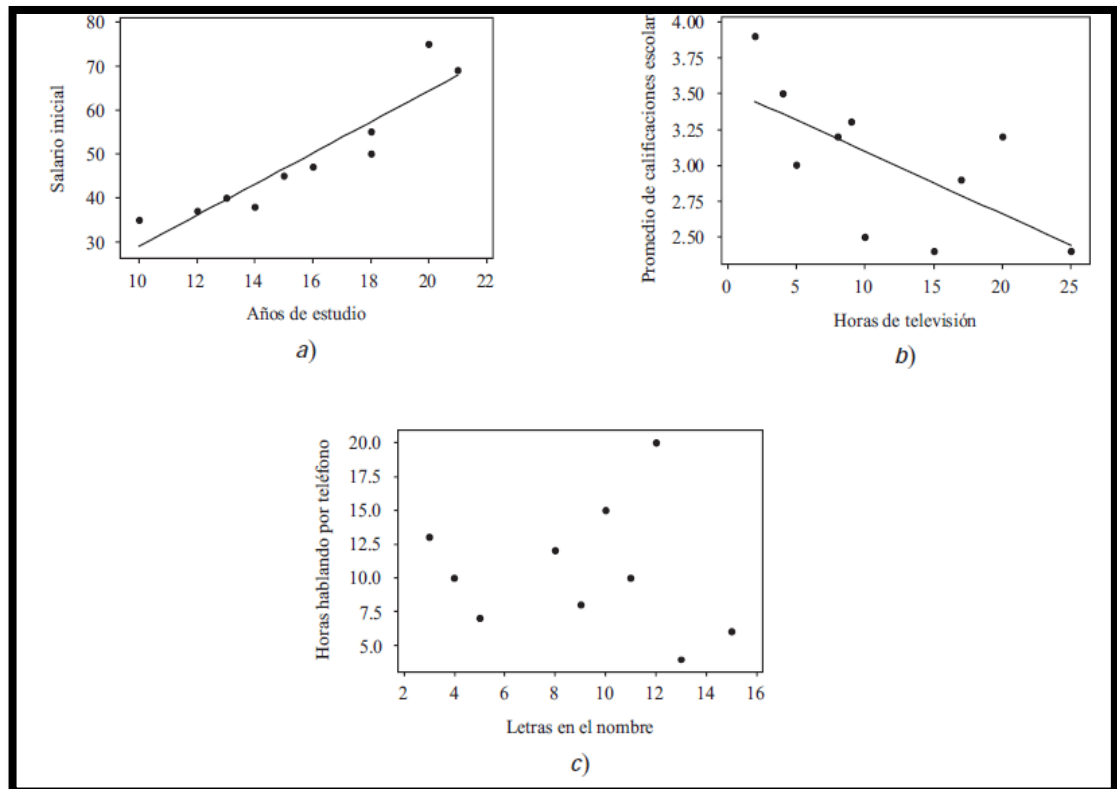 Salario inicial
80
70
60
50
40
30
10 12 14 16 18 20 22
Años de estudio
a)
Promedio de calificaciones escolar
4.00
3.75
3.50
3.25
3.00
2.75
2.50
0 5 10 15 20 25
Horas de televisión
b)
Horas hablando por teléfono
20.0
17.5
15.0
12.5
10.0
7.5
5.0
2 4 6 8 10 12 14 16
Letras en el nombre
c)